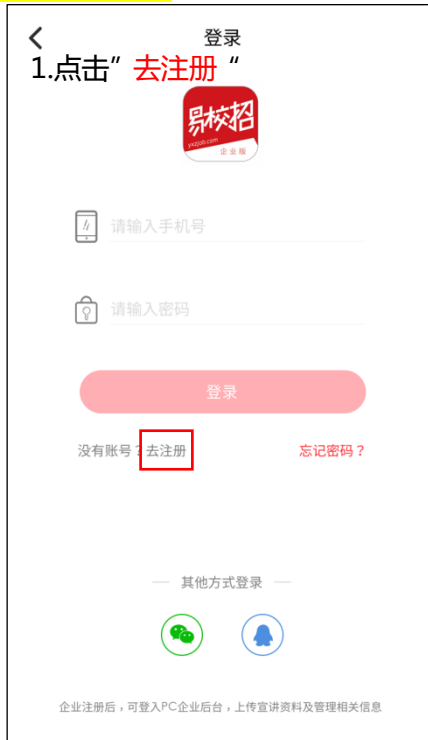 登录
1.点击” 去注册 “
易校招
yxzjob.com
企业版
请输入手机号
请输入密码
登录
没有账号？去注册
忘记密码？
其他方式登录
企业注册后，可登入PC企业后台，上传宣讲资料及管理相关信息